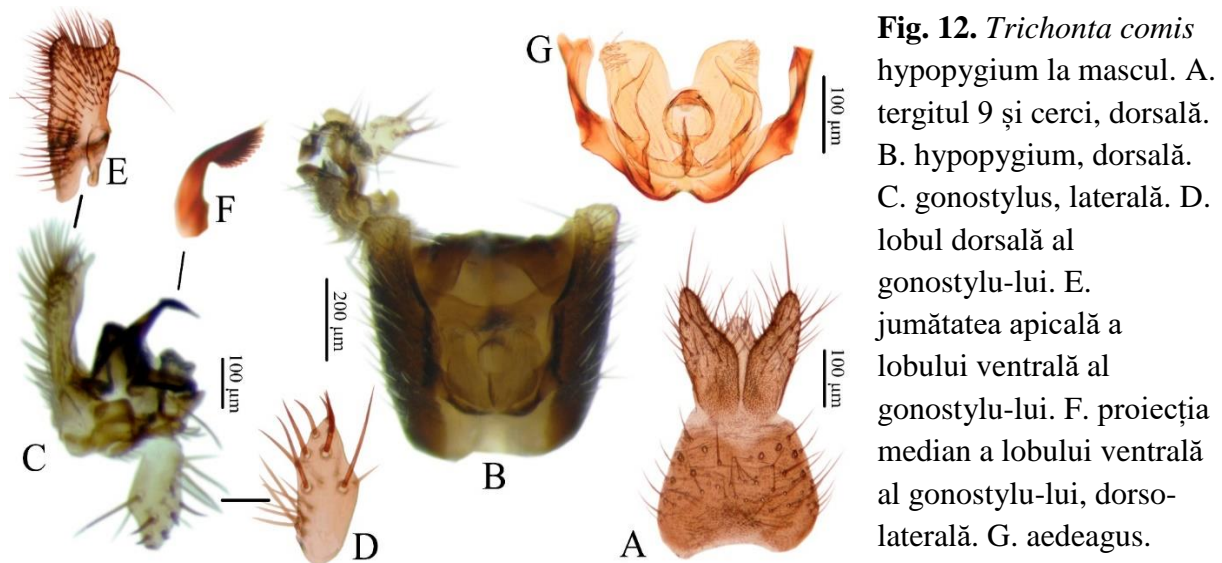 G
100 µm
E
F
200 µm
100 µm
100 µm
C
B
D
A
Fig. 12. Trichonta comis
hypopygium la mascul. A.
tergitul 9 și cerci, dorsală.
B. hypopygium, dorsală.
C. gonostylus, laterală. D.
lobul dorsală al
gonostylu-lui. E.
jumătatea apicală a
lobului ventrală al
gonostylu-lui. F. proiecția
median a lobului ventrală
al gonostylu-lui, dorso-
laterală. G. aedeagus.